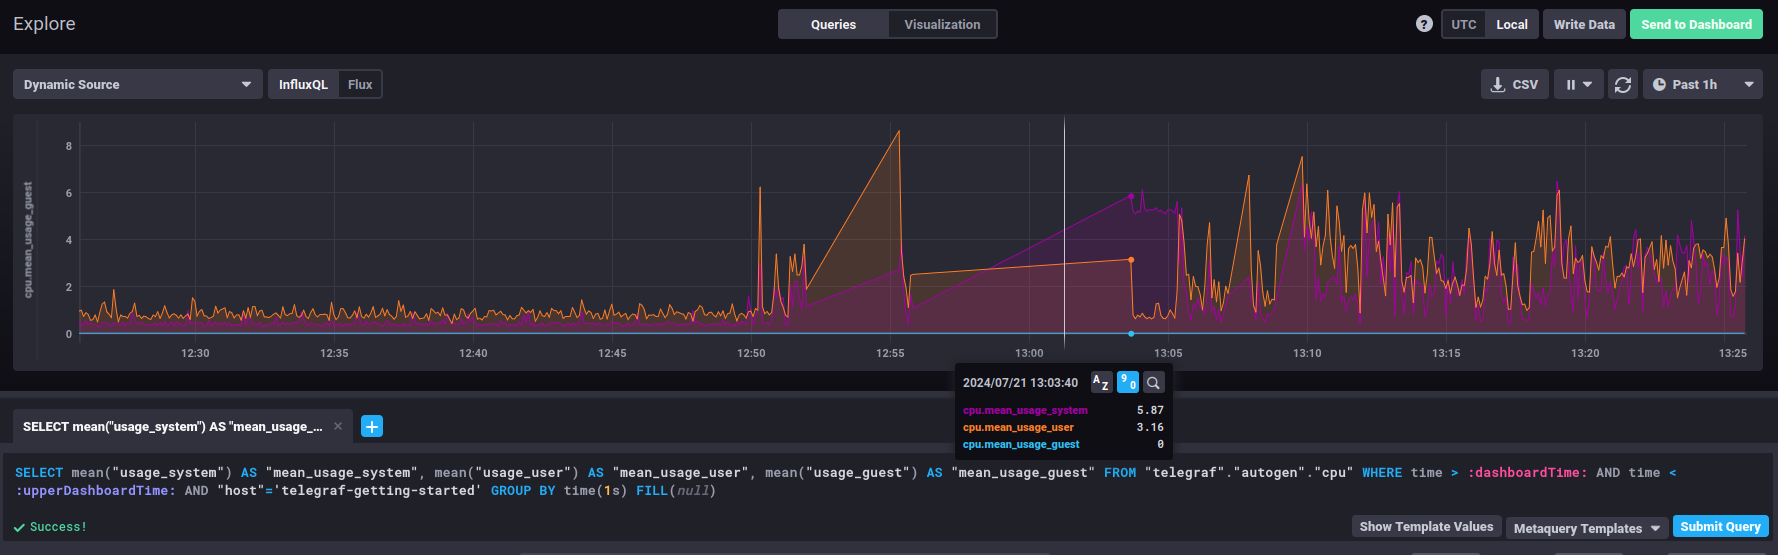 Explore
Queries
Visualization
?
UTC
Local
Write Data
Send to Dashboard
Dynamic Source
InfluxQL
Flux
CSV
Past 1h
cpu.mean_usage_guest
8
6
4
2
0
12:30
12:35
12:40
12:45
12:50
12:55
13:00
13:05
13:10
13:15
13:20
13:25
2024/07/21 13:03:40
A Z
9 0
cpu.mean_usage_system 5.87
cpu.mean_usage_user 3.16
cpu.mean_usage_guest 0
SELECT mean("usage_system") AS "mean_usage_... ×
+
SELECT mean("usage_system") AS "mean_usage_system", mean("usage_user") AS "mean_usage_user", mean("usage_guest") AS "mean_usage_guest" FROM "telegraf"."autogen"."cpu" WHERE time > :dashboardTime: AND time <
:upperDashboardTime: AND "host"='telegraf-getting-started' GROUP BY time(1s) FILL(null)
Success!
Show Template Values
Metaquery Templates
Submit Query